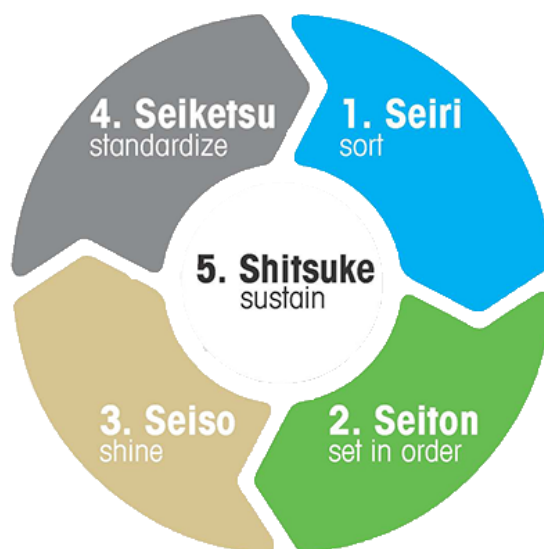 1. Seiri
sort
2. Seiton
set in order
3. Seiso
shine
4. Seiketsu
standardize
5. Shitsuke
sustain